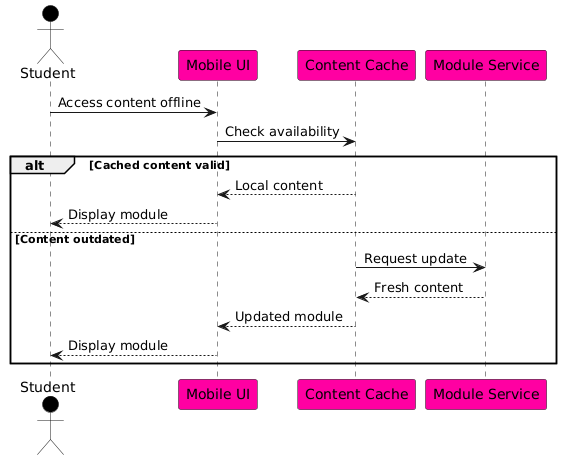 Student
Mobile UI
Content Cache
Module Service
Access content offline
Check availability
alt
[Cached content valid]
Local content
Display module
[Content outdated]
Request update
Fresh content
Updated module
Display module
Student
Mobile UI
Content Cache
Module Service